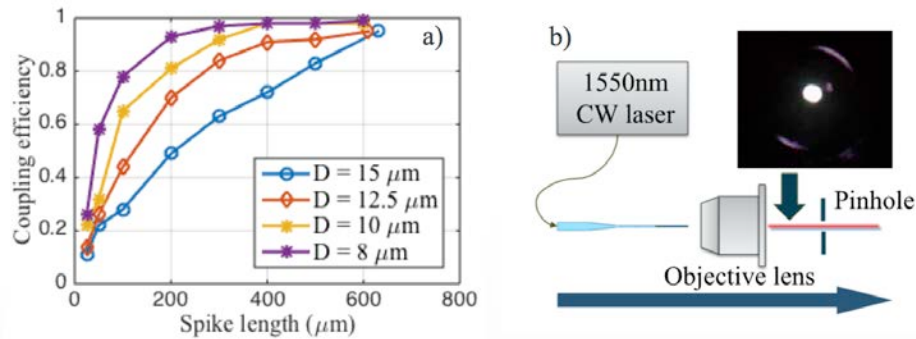 a)
Coupling efficiency
1
0.8
0.6
0.4
0.2
0
0
200
400
600
800
Spike length (μm)
D = 15 μm
D = 12.5 μm
D = 10 μm
D = 8 μm
b)
1550nm
CW laser
Pinhole
Objective lens